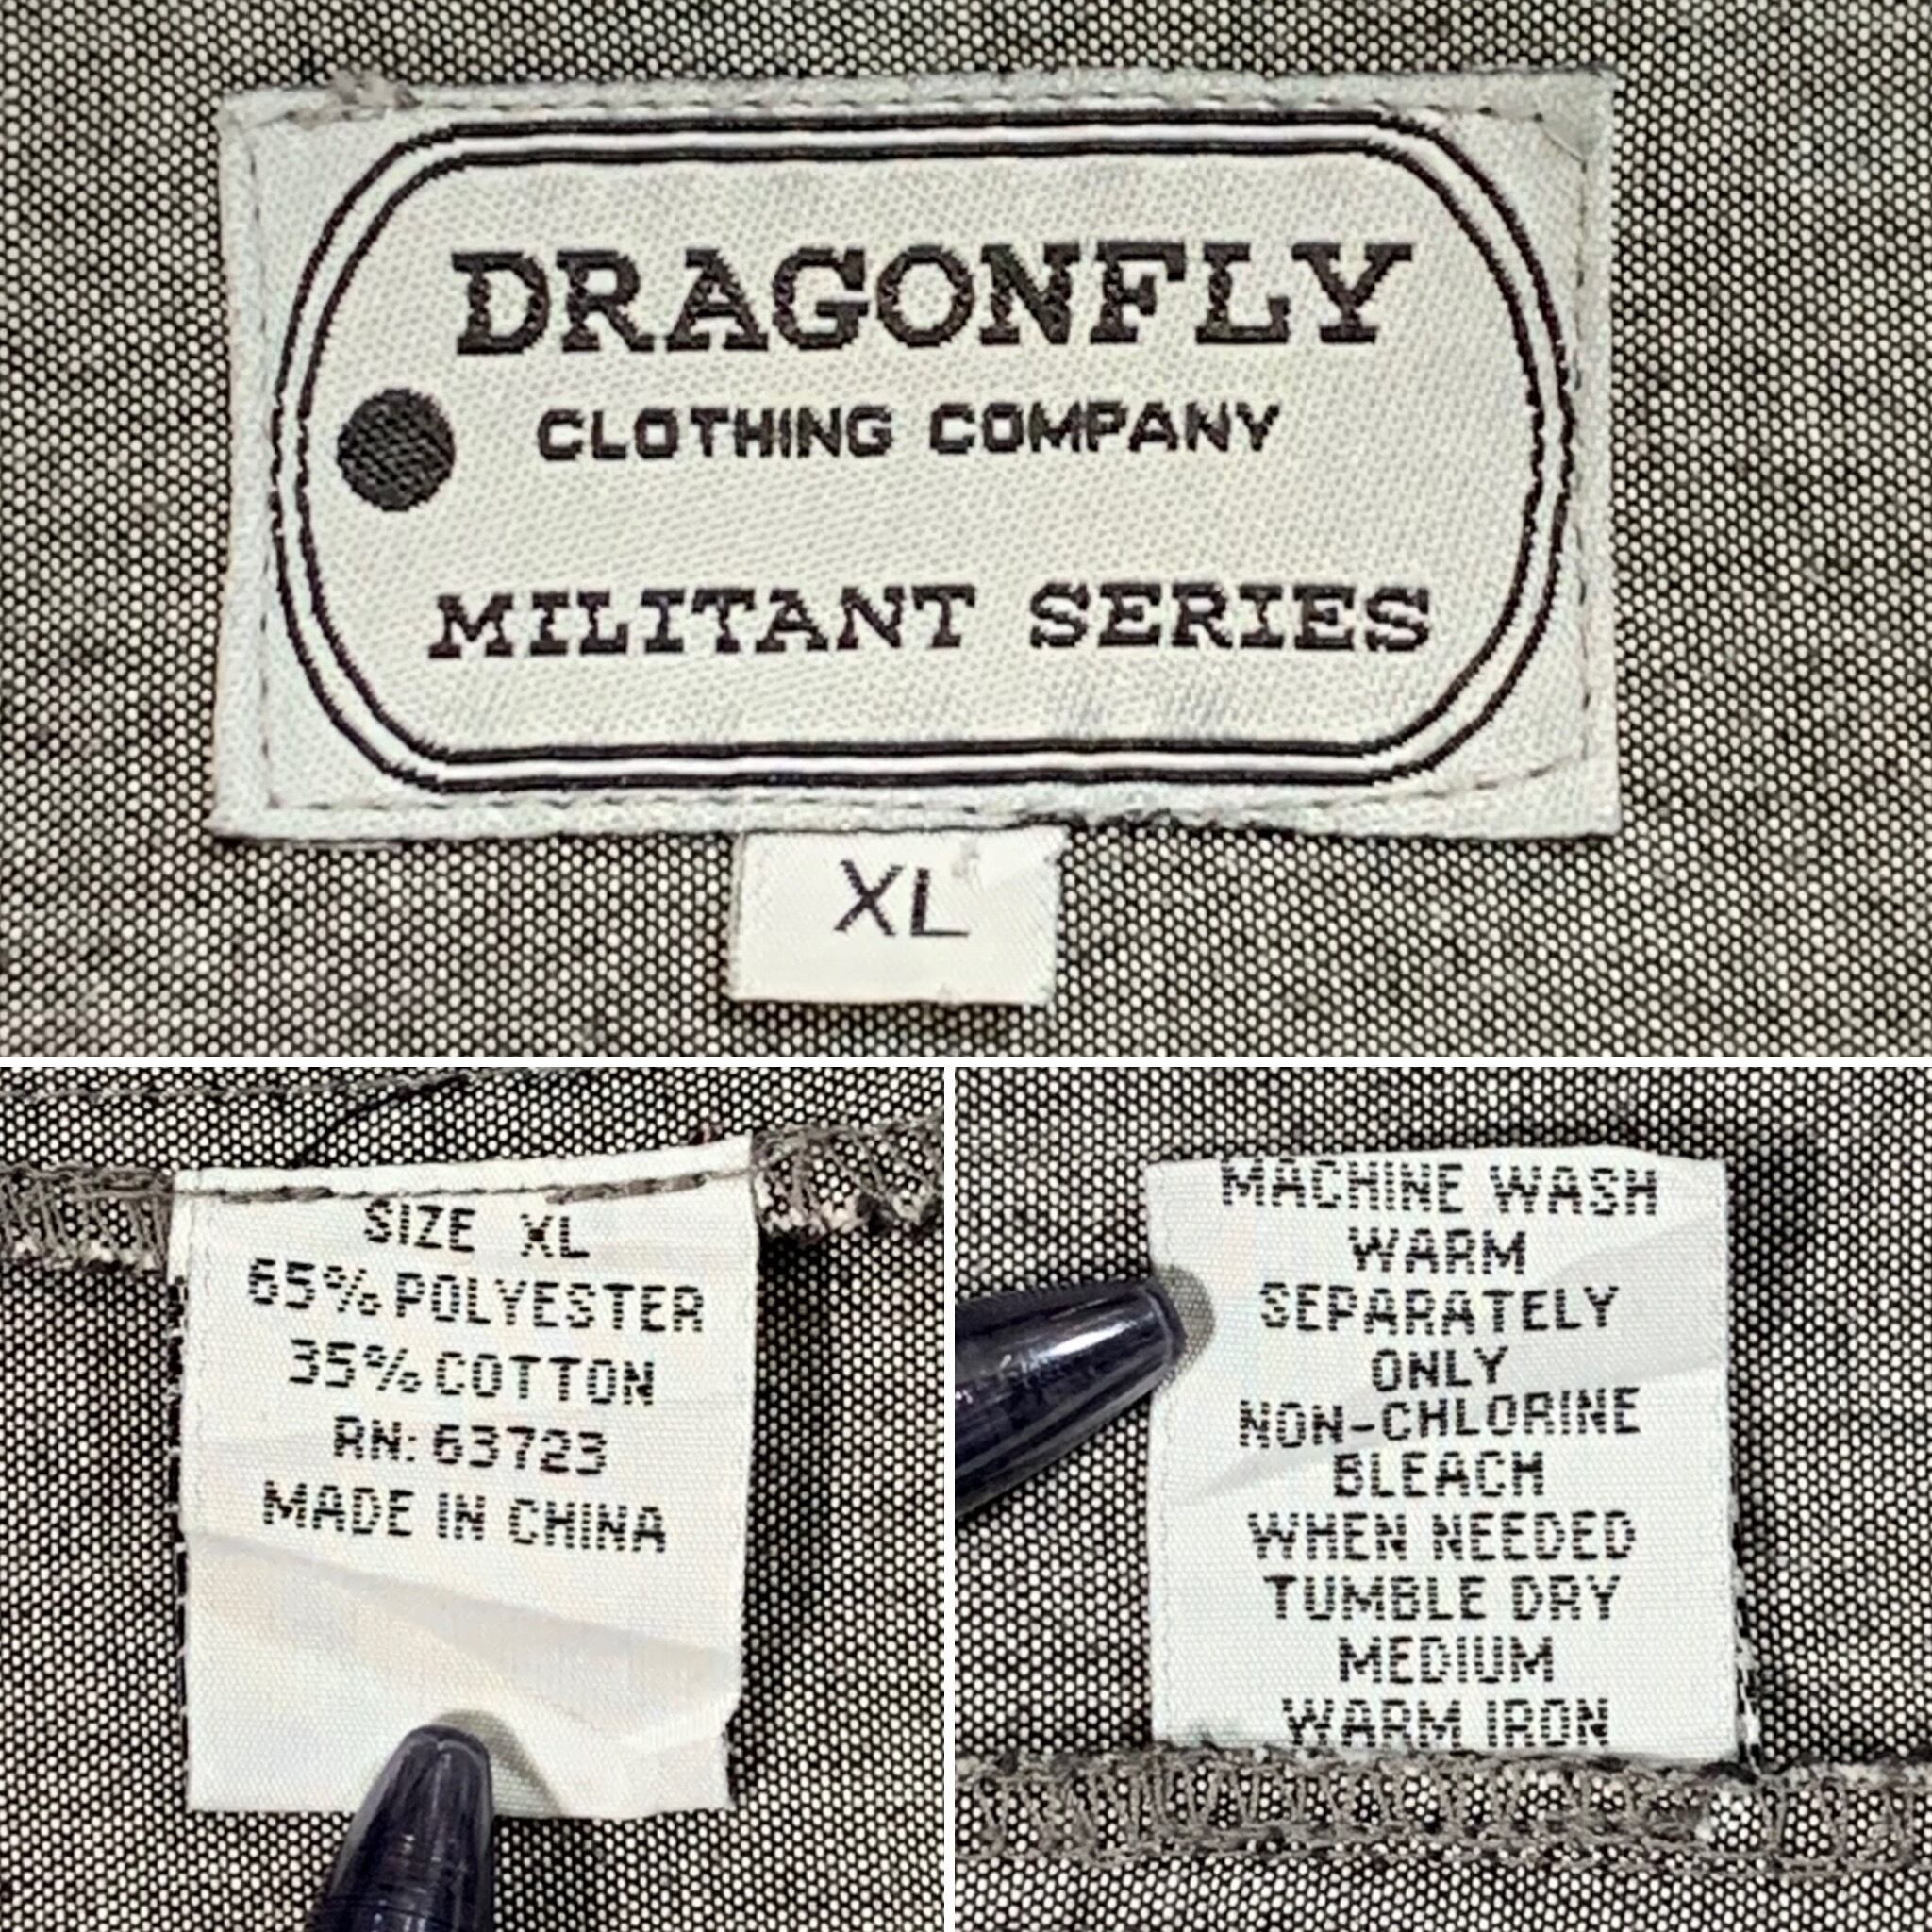 DRAGONFLY
CLOTHING COMPANY
MILITANT SERIES
XL
SIZE XL
65% POLYESTER
35% COTTON
RN: 63723
MADE IN CHINA
MACHINE WASH
WARM
SEPARATELY
ONLY
NON-CHLORINE
BLEACH
WHEN NEEDED
TUMBLE DRY
MEDIUM
WARM IRON